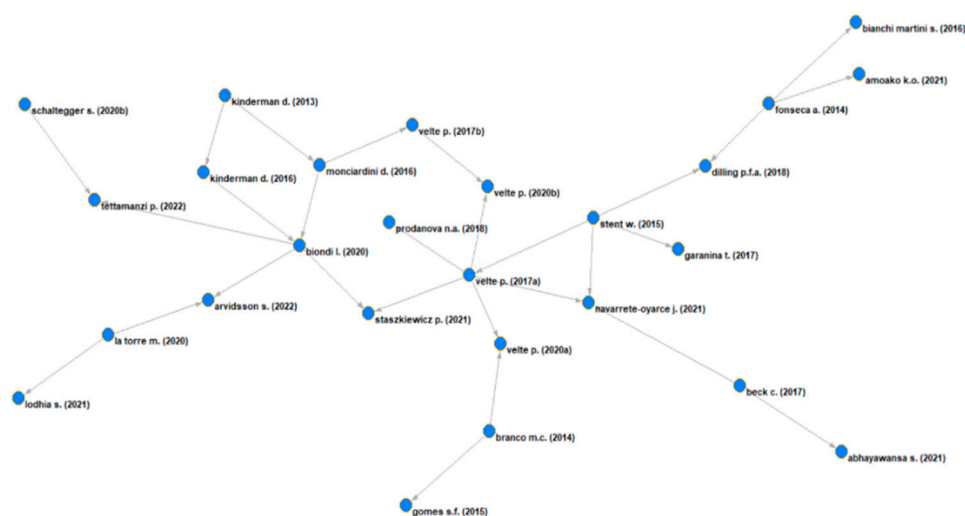 bianchi martini s. (2016)
amoako k.o. (2021)
schaltegger s. (2020b)
kinderman d. (2013)
fonseca a. (2014)
velte p. (2017b)
monciardini d. (2016)
dilling p.f.a. (2018)
kinderman d. (2016)
velte p. (2020b)
tettamanzi p. (2022)
prodanova n.a. (2018)
stent w. (2015)
biondi l. (2020)
garanina t. (2017)
velte p. (2017a)
arvidsson s. (2022)
staszkiewicz p. (2021)
navarrete-oyarce j. (2021)
la torre m. (2020)
velte p. (2020a)
beck c. (2017)
lodhia s. (2021)
branco m.c. (2014)
abhayawansa s. (2021)
gomes s.f. (2015)